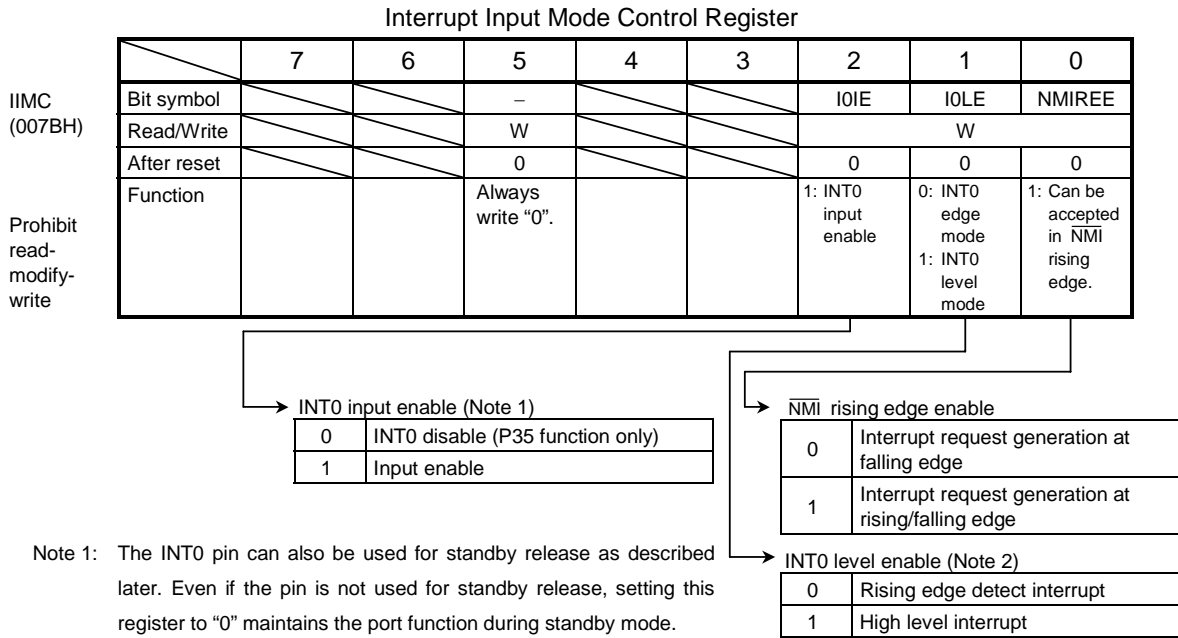 Interrupt Input Mode Control Register
7 6 5 4 3 2 1 0
IIMC
(007BH)
Bit symbol – I0IE I0LE NMIREE
Read/Write W W
After reset 0 0 0 0
Function
Always
write “0”.
1: INT0
input
enable
0: INT0
edge
mode
1: INT0
level
mode
1: Can be
accepted
in NMI
rising
edge.
Prohibit
read-
modify-
write
INT0 input enable (Note 1)
0 INT0 disable (P35 function only)
1 Input enable
NMI rising edge enable
0 Interrupt request generation at
falling edge
1 Interrupt request generation at
rising/falling edge
INT0 level enable (Note 2)
0 Rising edge detect interrupt
1 High level interrupt
Note 1: The INT0 pin can also be used for standby release as described
later. Even if the pin is not used for standby release, setting this
register to “0” maintains the port function during standby mode.